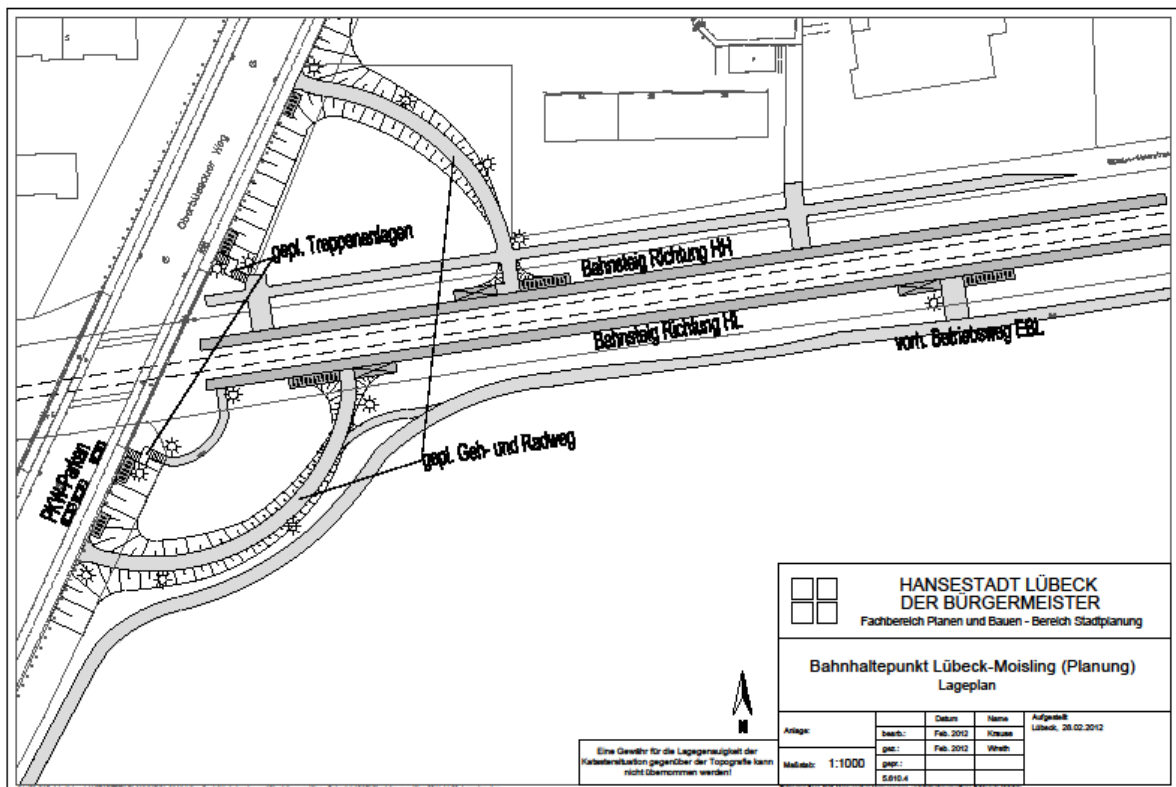 Oberbüssauer Weg
gepl. Treppenanlagen
Bahnsteig Richtung HH
Bahnsteig Richtung HL
vorh. Betriebsweg EBL
gepl. Geh- und Radweg
PKW-Parken
N
Eine Gewähr für die Lagegenauigkeit der
Katastersituation gegenüber der Topografie kann
nicht übernommen werden!
HANSESTADT LÜBECK
DER BÜRGERMEISTER
Fachbereich Planen und Bauen - Bereich Stadtplanung
Bahnhaltepunkt Lübeck-Moisling (Planung)
Lageplan
Anlage:
Datum Name
bearb.: Feb. 2012 Krause
gez.: Feb. 2012 Wreth
gepr.:
5.610.4
Maßstab: 1:1000
Aufgestellt
Lübeck, 28.02.2012